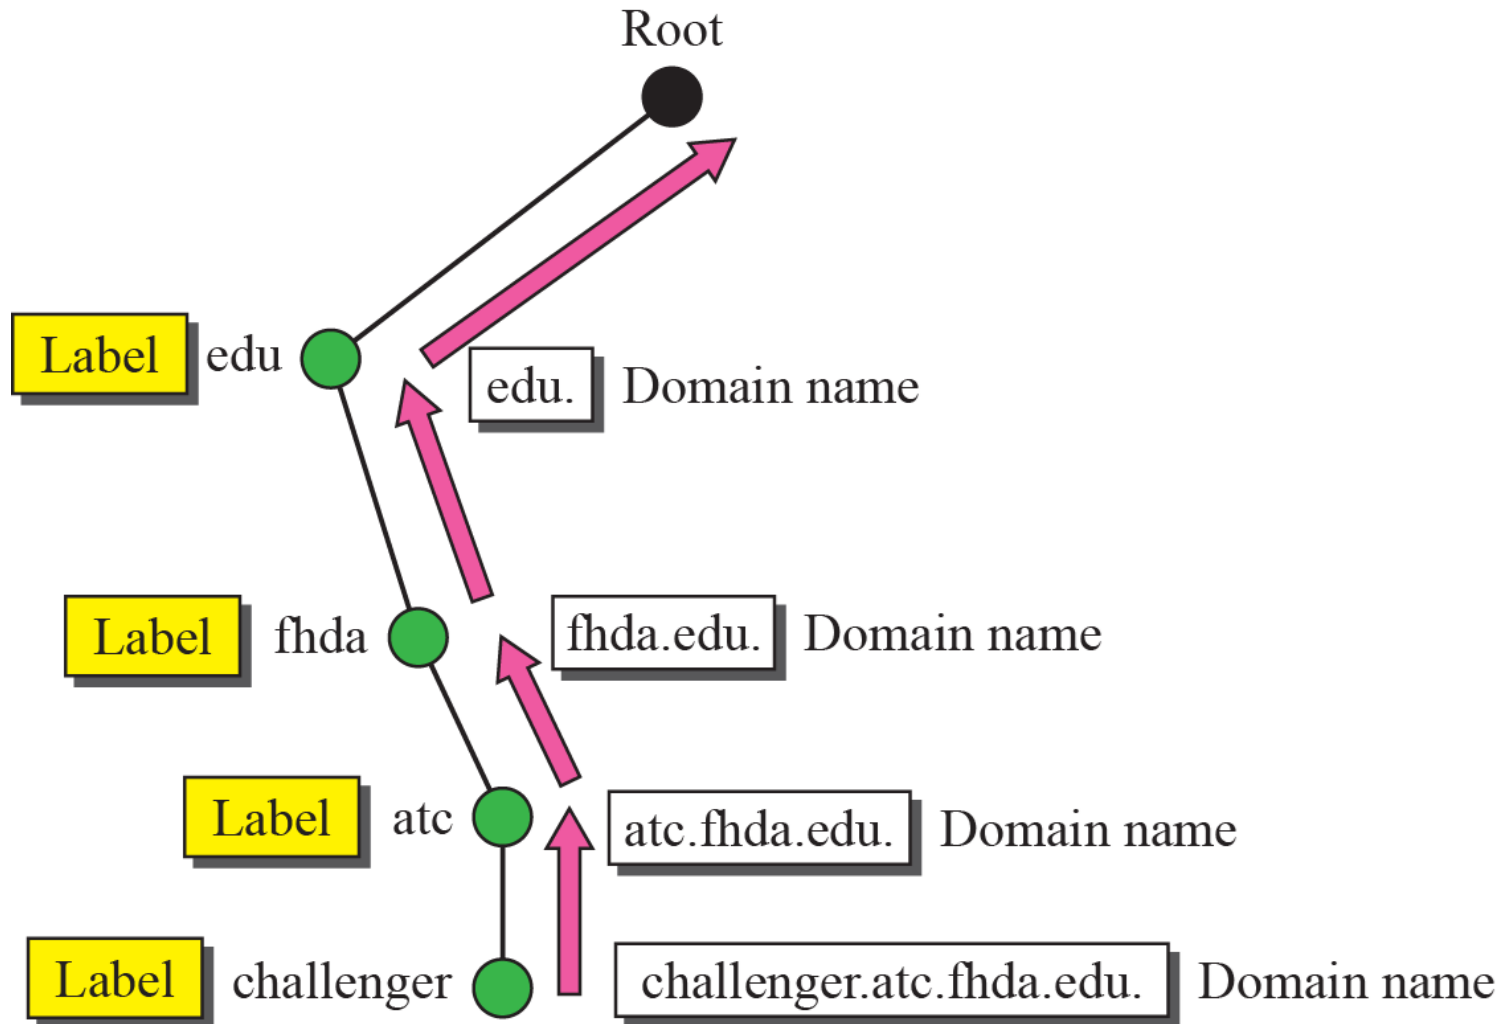 Root
Label edu
edu. Domain name
Label fhda
fhda.edu. Domain name
Label atc
atc.fhda.edu. Domain name
Label challenger
challenger.atc.fhda.edu. Domain name